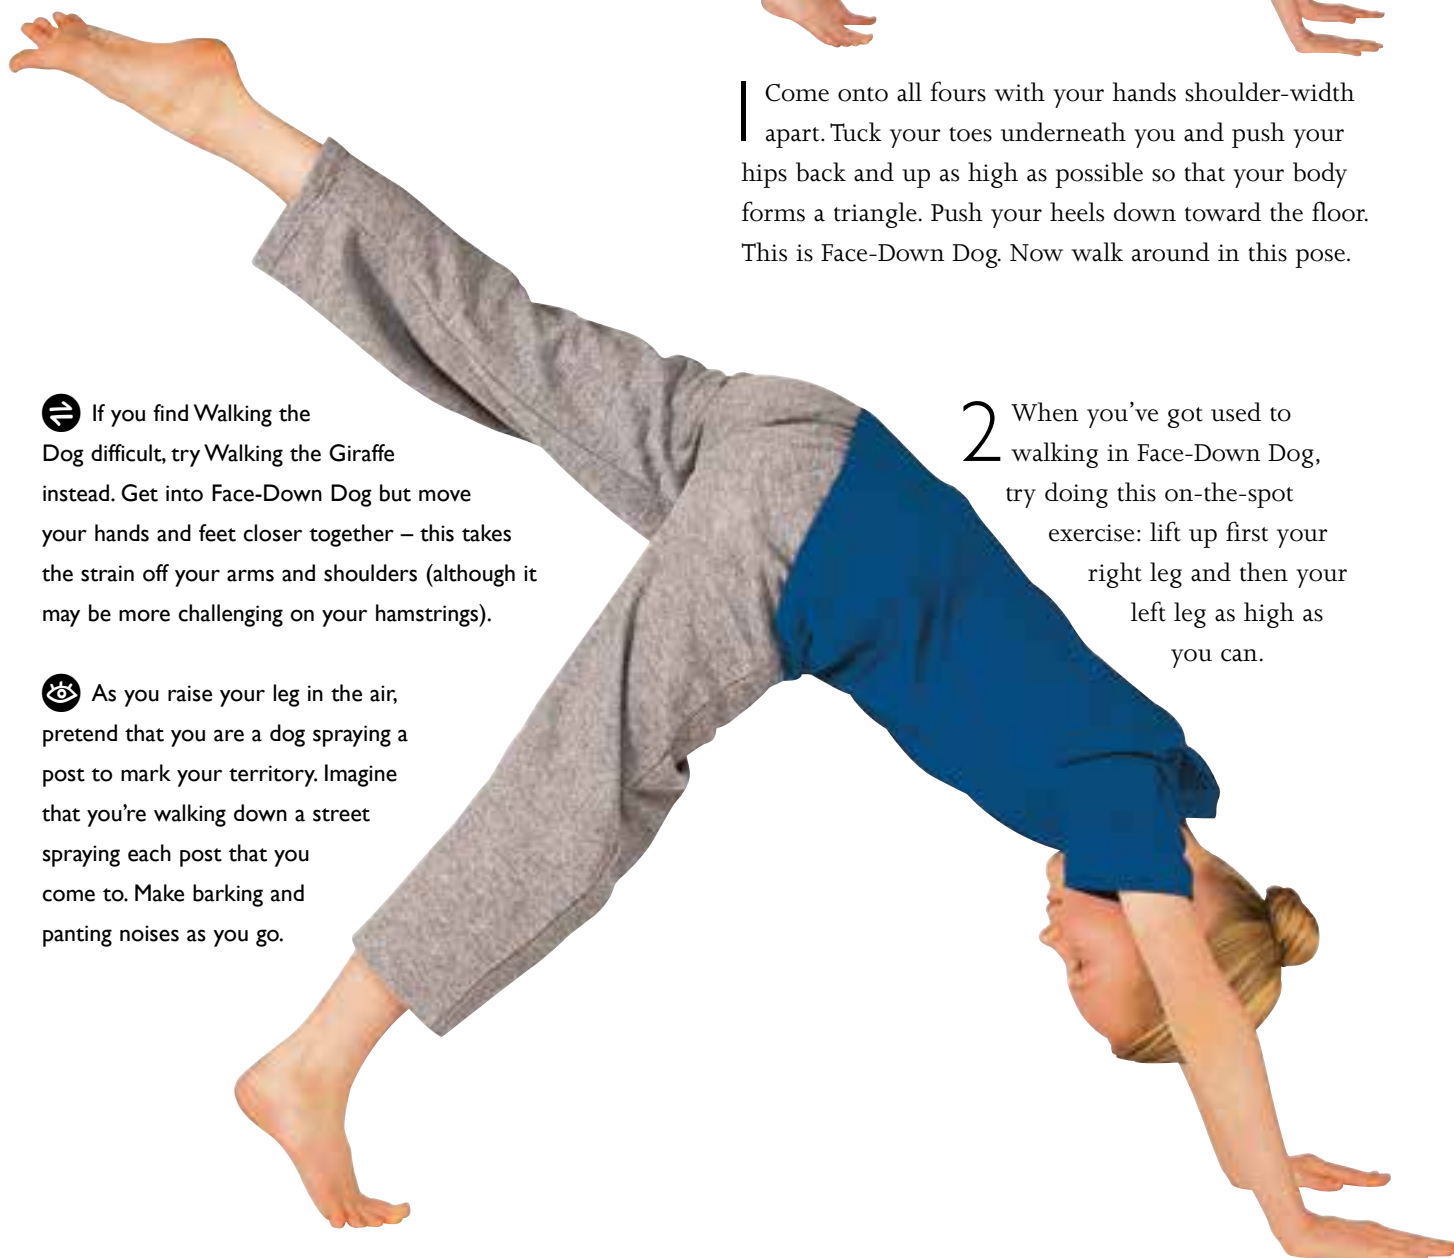 1 Come onto all fours with your hands shoulder-width
apart. Tuck your toes underneath you and push your
hips back and up as high as possible so that your body
forms a triangle. Push your heels down toward the floor.
This is Face-Down Dog. Now walk around in this pose.
If you find Walking the
Dog difficult, try Walking the Giraffe
instead. Get into Face-Down Dog but move
your hands and feet closer together – this takes
the strain off your arms and shoulders (although it
may be more challenging on your hamstrings).
As you raise your leg in the air,
pretend that you are a dog spraying a
post to mark your territory. Imagine
that you’re walking down a street
spraying each post that you
come to. Make barking and
panting noises as you go.
2 When you’ve got used to
walking in Face-Down Dog,
try doing this on-the-spot
exercise: lift up first your
right leg and then your
left leg as high as
you can.